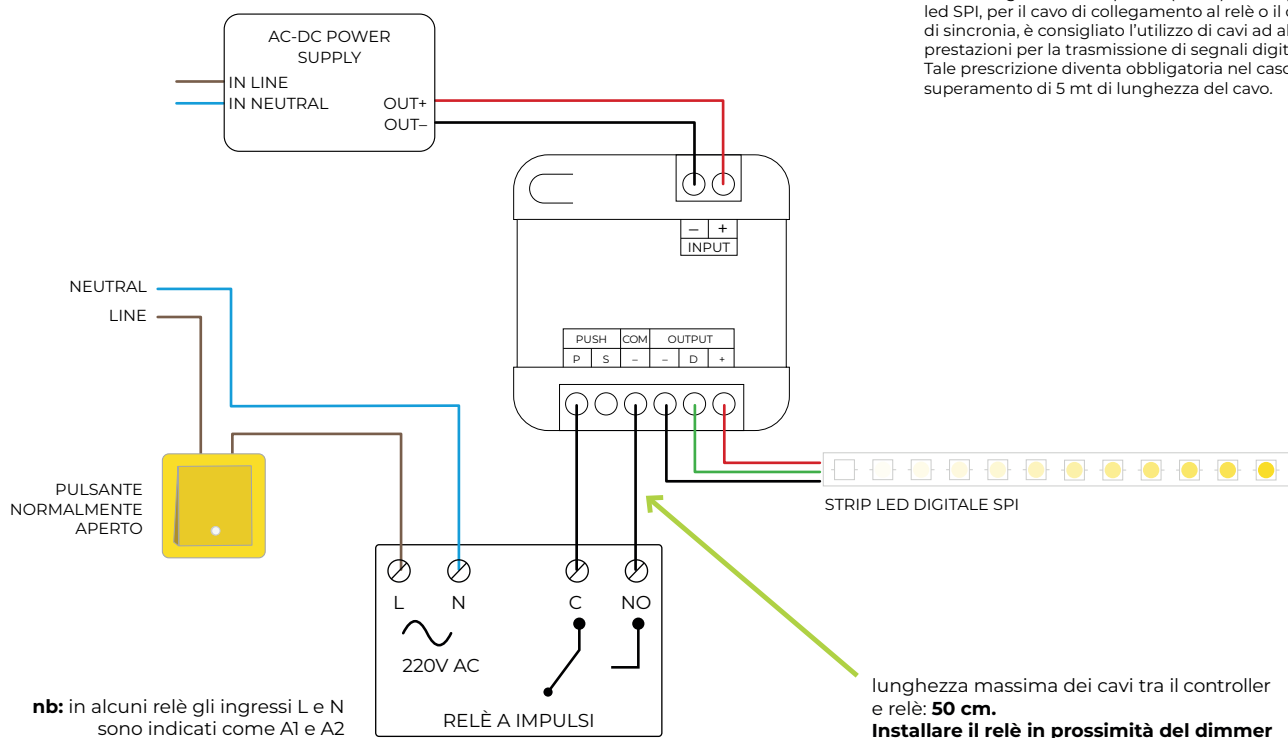 led SPI, per il cavo di collegamento al relè o il
di sincronia, è consigliato l'utilizzo di cavi ad
prestazioni per la trasmissione di segnali
Tale prescrizione diventa obbligatoria nel
superamento di 5 mt di lunghezza del cavo.
AC-DC POWER
SUPPLY
IN LINE
IN NEUTRAL
OUT+
OUT–
– +
INPUT
NEUTRAL
LINE
PUSH COM OUTPUT
P S – – D +
PULSANTE
NORMALMENTE
APERTO
STRIP LED DIGITALE SPI
L N C NO
220V AC
RELÈ A IMPULSI
nb: in alcuni relè gli ingressi L e N
sono indicati come A1 e A2
lunghezza massima dei cavi tra il controller
e relè: 50 cm.
Installare il relè in prossimità del dimmer